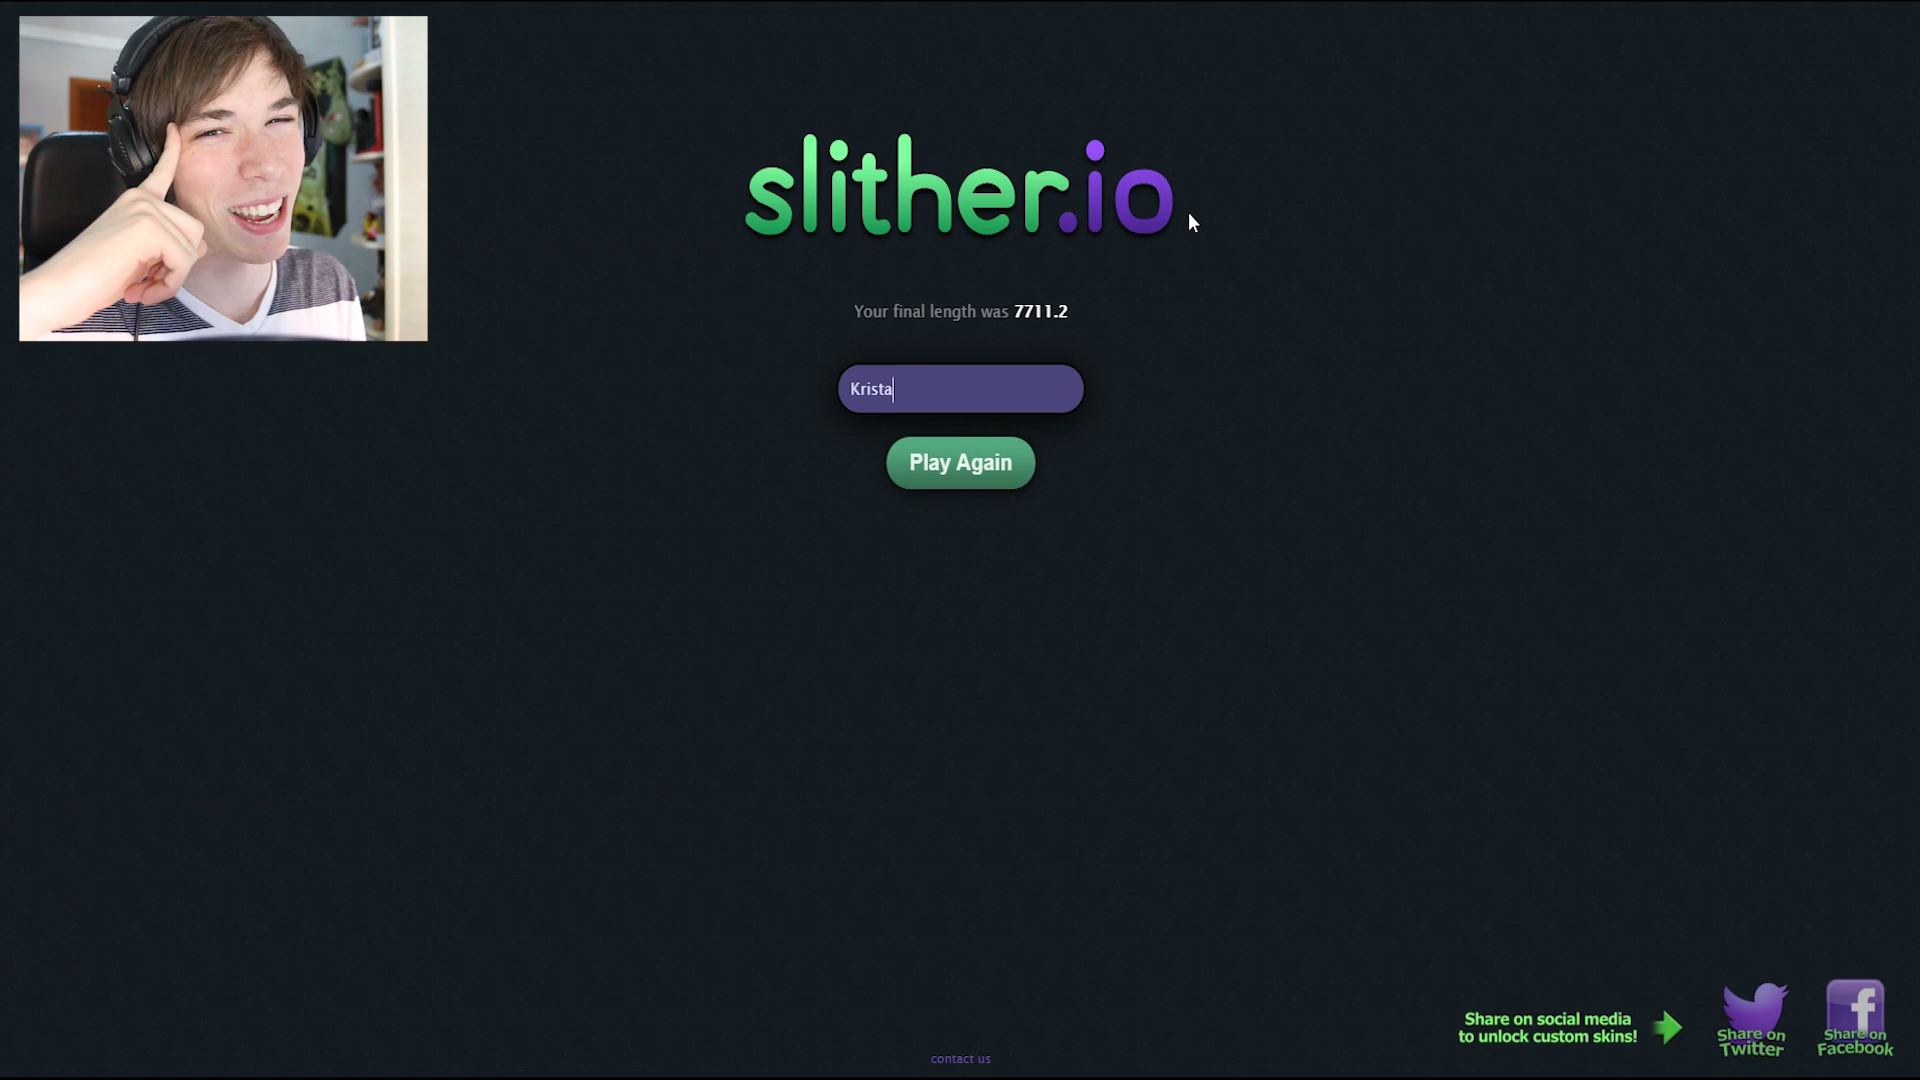 slither.io
Your final length was 7711.2
Krista
Play Again
Share on social media
to unlock custom skins!
Share on
Twitter
Share on
Facebook
contact us